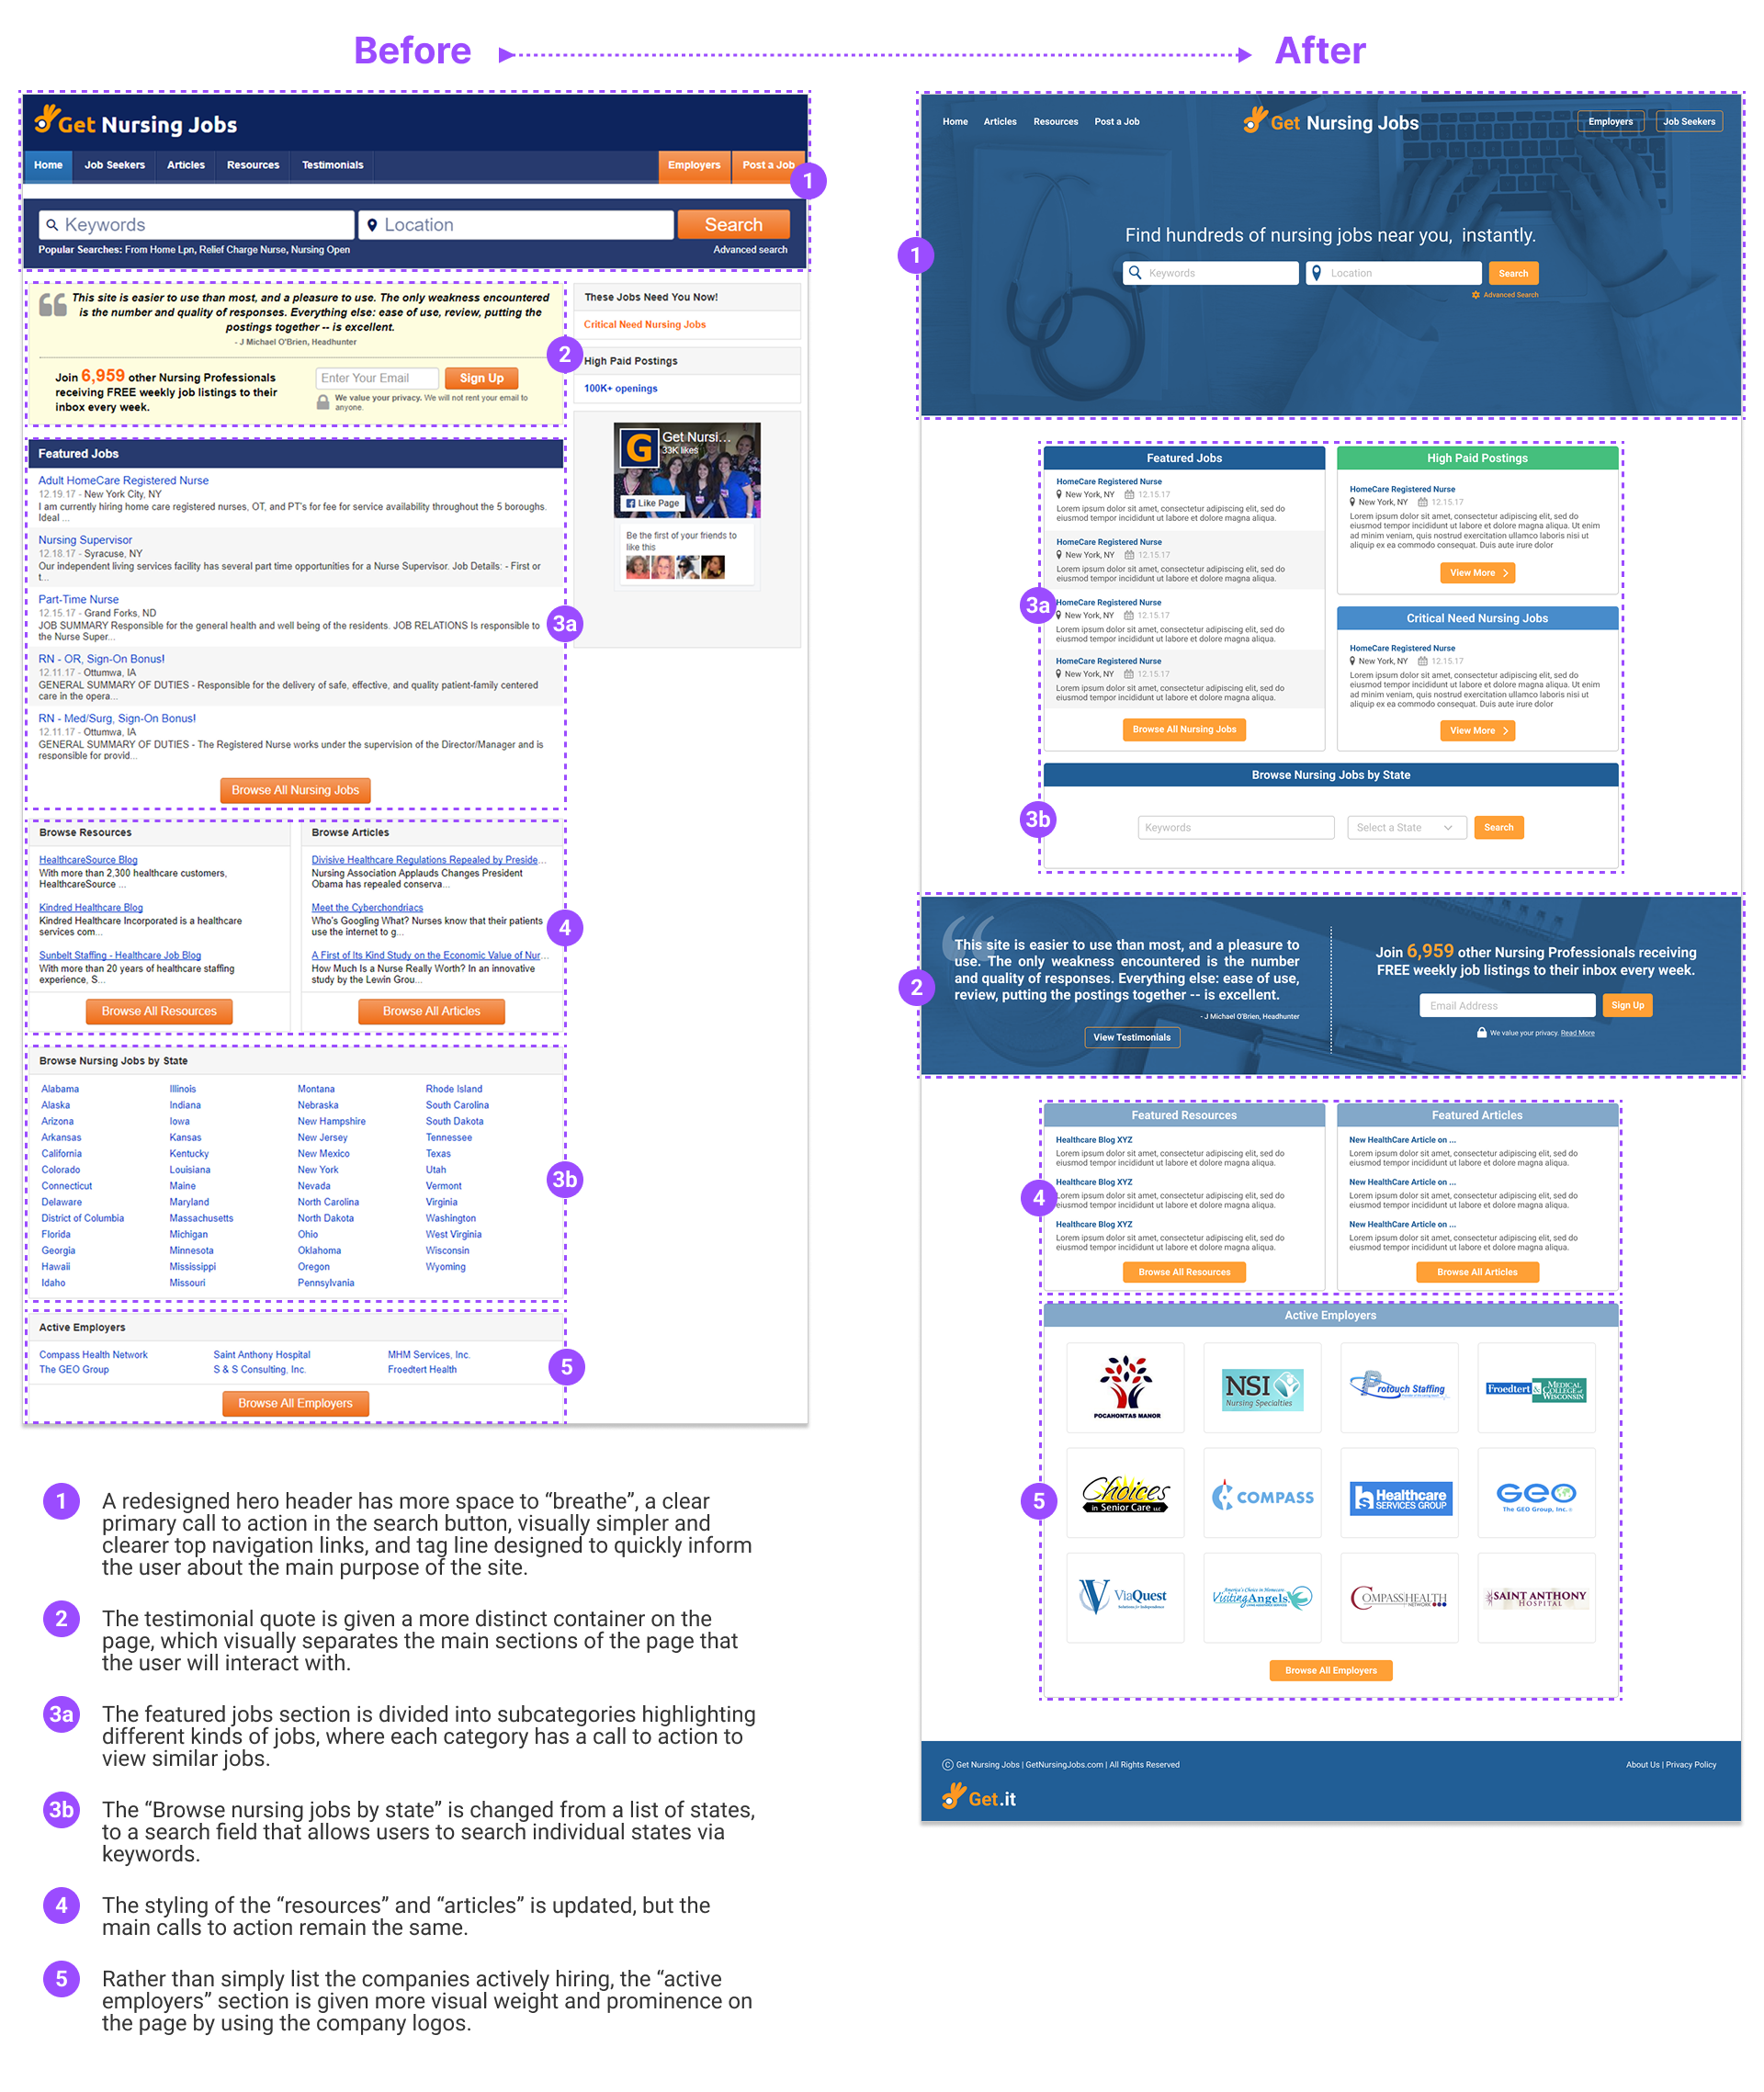 Before
After
Get Nursing Jobs
Home
Job Seekers
Articles
Resources
Testimonials
Employers
Post a Job
1
Keywords
Location
Search
Popular Searches: From Home Lpn, Relief Charge Nurse, Nursing Open
Advanced search
This site is easier to use than most, and a pleasure to use. The only weakness encountered
is the number and quality of responses. Everything else: ease of use, review, putting the
postings together -- is excellent.
- J Michael O'Brien, Headhunter
2
Join 6,959 other Nursing Professionals
receiving FREE weekly job listings to their
inbox every week.
Enter Your Email
Sign Up
We value your privacy. We will not rent your email to
anyone.
These Jobs Need You Now!
Critical Need Nursing Jobs
High Paid Postings
100K+ openings
G
Get Nursi...
33K likes
Like Page
Be the first of your friends to
like this
Featured Jobs
Adult HomeCare Registered Nurse
12.19.17 - New York City, NY
I am currently hiring home care registered nurses, OT, and PT's for fee for service availability throughout the 5 boroughs.
Ideal ...
Nursing Supervisor
12.18.17 - Syracuse, NY
Our independent living services facility has several part time opportunities for a Nurse Supervisor. Job Details: - First or
t...
Part-Time Nurse
12.15.17 - Grand Forks, ND
JOB SUMMARY Responsible for the general health and well being of the residents. JOB RELATIONS Is responsible to
the Nurse Super...
3a
RN - OR, Sign-On Bonus!
12.11.17 - Ottumwa, IA
GENERAL SUMMARY OF DUTIES - Responsible for the delivery of safe, effective, and quality patient-family centered
care in the opera...
RN - Med/Surg, Sign-On Bonus!
12.11.17 - Ottumwa, IA
GENERAL SUMMARY OF DUTIES - The Registered Nurse works under the supervision of the Director/Manager and is
responsible for provid...
Browse All Nursing Jobs
Browse Resources
HealthcareSource Blog
With more than 2,300 healthcare customers,
HealthcareSource ...
Kindred Healthcare Blog
Kindred Healthcare Incorporated is a healthcare
services com...
Sunbelt Staffing - Healthcare Job Blog
With more than 20 years of healthcare staffing
experience, S...
Browse All Resources
Browse Articles
Divisive Healthcare Regulations Repealed by Preside...
Nursing Association Applauds Changes President
Obama has repealed conserva...
Meet the Cyberchondriacs
Who's Googling What? Nurses know that their patients
use the internet to g...
A First of Its Kind Study on the Economic Value of Nur...
How Much Is a Nurse Really Worth? In an innovative
study by the Lewin Grou...
Browse All Articles
4
Browse Nursing Jobs by State
Alabama
Alaska
Arizona
Arkansas
California
Colorado
Connecticut
Delaware
District of Columbia
Florida
Georgia
Hawaii
Idaho
Illinois
Indiana
Iowa
Kansas
Kentucky
Louisiana
Maine
Maryland
Massachusetts
Michigan
Minnesota
Mississippi
Missouri
Montana
Nebraska
New Hampshire
New Jersey
New Mexico
New York
Nevada
North Carolina
North Dakota
Ohio
Oklahoma
Oregon
Pennsylvania
Rhode Island
South Carolina
South Dakota
Tennessee
Texas
Utah
Vermont
Virginia
Washington
West Virginia
Wisconsin
Wyoming
3b
Active Employers
Compass Health Network
Saint Anthony Hospital
MHM Services, Inc.
The GEO Group
S & S Consulting, Inc.
Froedtert Health
5
Browse All Employers
1
A redesigned hero header has more space to “breathe”, a clear
primary call to action in the search button, visually simpler and
clearer top navigation links, and tag line designed to quickly inform
the user about the main purpose of the site.
2
The testimonial quote is given a more distinct container on the
page, which visually separates the main sections of the page that
the user will interact with.
3a
The featured jobs section is divided into subcategories highlighting
different kinds of jobs, where each category has a call to action to
view similar jobs.
3b
The “Browse nursing jobs by state” is changed from a list of states,
to a search field that allows users to search individual states via
keywords.
4
The styling of the “resources” and “articles” is updated, but the
main calls to action remain the same.
5
Rather than simply list the companies actively hiring, the “active
employers” section is given more visual weight and prominence on
the page by using the company logos.
Home
Articles
Resources
Post a Job
Get Nursing Jobs
Employers
Job Seekers
1
Find hundreds of nursing jobs near you, instantly.
Keywords
Location
Search
Advanced Search
Featured Jobs
HomeCare Registered Nurse
New York, NY 12.15.17
Lorem ipsum dolor sit amet, consectetur adipiscing elit, sed do
eiusmod tempor incididunt ut labore et dolore magna aliqua.
HomeCare Registered Nurse
New York, NY 12.15.17
Lorem ipsum dolor sit amet, consectetur adipiscing elit, sed do
eiusmod tempor incididunt ut labore et dolore magna aliqua.
3a
HomeCare Registered Nurse
New York, NY 12.15.17
Lorem ipsum dolor sit amet, consectetur adipiscing elit, sed do
eiusmod tempor incididunt ut labore et dolore magna aliqua.
HomeCare Registered Nurse
New York, NY 12.15.17
Lorem ipsum dolor sit amet, consectetur adipiscing elit, sed do
eiusmod tempor incididunt ut labore et dolore magna aliqua.
Browse All Nursing Jobs
High Paid Postings
HomeCare Registered Nurse
New York, NY 12.15.17
Lorem ipsum dolor sit amet, consectetur adipiscing elit, sed do
eiusmod tempor incididunt ut labore et dolore magna aliqua. Ut enim
ad minim veniam, quis nostrud exercitation ullamco laboris nisi ut
aliquip ex ea commodo consequat. Duis aute irure dolor
View More
Critical Need Nursing Jobs
HomeCare Registered Nurse
New York, NY 12.15.17
Lorem ipsum dolor sit amet, consectetur adipiscing elit, sed do
eiusmod tempor incididunt ut labore et dolore magna aliqua. Ut enim
ad minim veniam, quis nostrud exercitation ullamco laboris nisi ut
aliquip ex ea commodo consequat. Duis aute irure dolor
View More
Browse Nursing Jobs by State
3b
Keywords
Select a State
Search
2
This site is easier to use than most, and a pleasure to
use. The only weakness encountered is the number
and quality of responses. Everything else: ease of use,
review, putting the postings together -- is excellent.
- J Michael O'Brien, Headhunter
View Testimonials
Join 6,959 other Nursing Professionals receiving
FREE weekly job listings to their inbox every week.
Email Address
Sign Up
We value your privacy. Read More
Featured Resources
Healthcare Blog XYZ
Lorem ipsum dolor sit amet, consectetur adipiscing elit, sed do
eiusmod tempor incididunt ut labore et dolore magna aliqua.
Healthcare Blog XYZ
4
Lorem ipsum dolor sit amet, consectetur adipiscing elit, sed do
eiusmod tempor incididunt ut labore et dolore magna aliqua.
Healthcare Blog XYZ
Lorem ipsum dolor sit amet, consectetur adipiscing elit, sed do
eiusmod tempor incididunt ut labore et dolore magna aliqua.
Browse All Resources
Featured Articles
New HealthCare Article on ...
Lorem ipsum dolor sit amet, consectetur adipiscing elit, sed do
eiusmod tempor incididunt ut labore et dolore magna aliqua.
New HealthCare Article on ...
Lorem ipsum dolor sit amet, consectetur adipiscing elit, sed do
eiusmod tempor incididunt ut labore et dolore magna aliqua.
New HealthCare Article on ...
Lorem ipsum dolor sit amet, consectetur adipiscing elit, sed do
eiusmod tempor incididunt ut labore et dolore magna aliqua.
Browse All Articles
Active Employers
POCAHONTAS MANOR
NSI
Nursing Specialties
Protouch Staffing
Froedtert & MEDICAL
COLLEGE of
WISCONSIN
5
Choices
in Senior Care LLC
COMPASS
hs Healthcare
SERVICES GROUP
GEO
The GEO Group, Inc.
V ViaQuest
Solutions for Independence
America's Choice in Homecare
Visiting Angels
LIVING ASSISTANCE SERVICES
COMPASS HEALTH
NETWORK
SAINT ANTHONY
HOSPITAL
Browse All Employers
© Get Nursing Jobs | GetNursingJobs.com | All Rights Reserved
About Us | Privacy Policy
Get.it